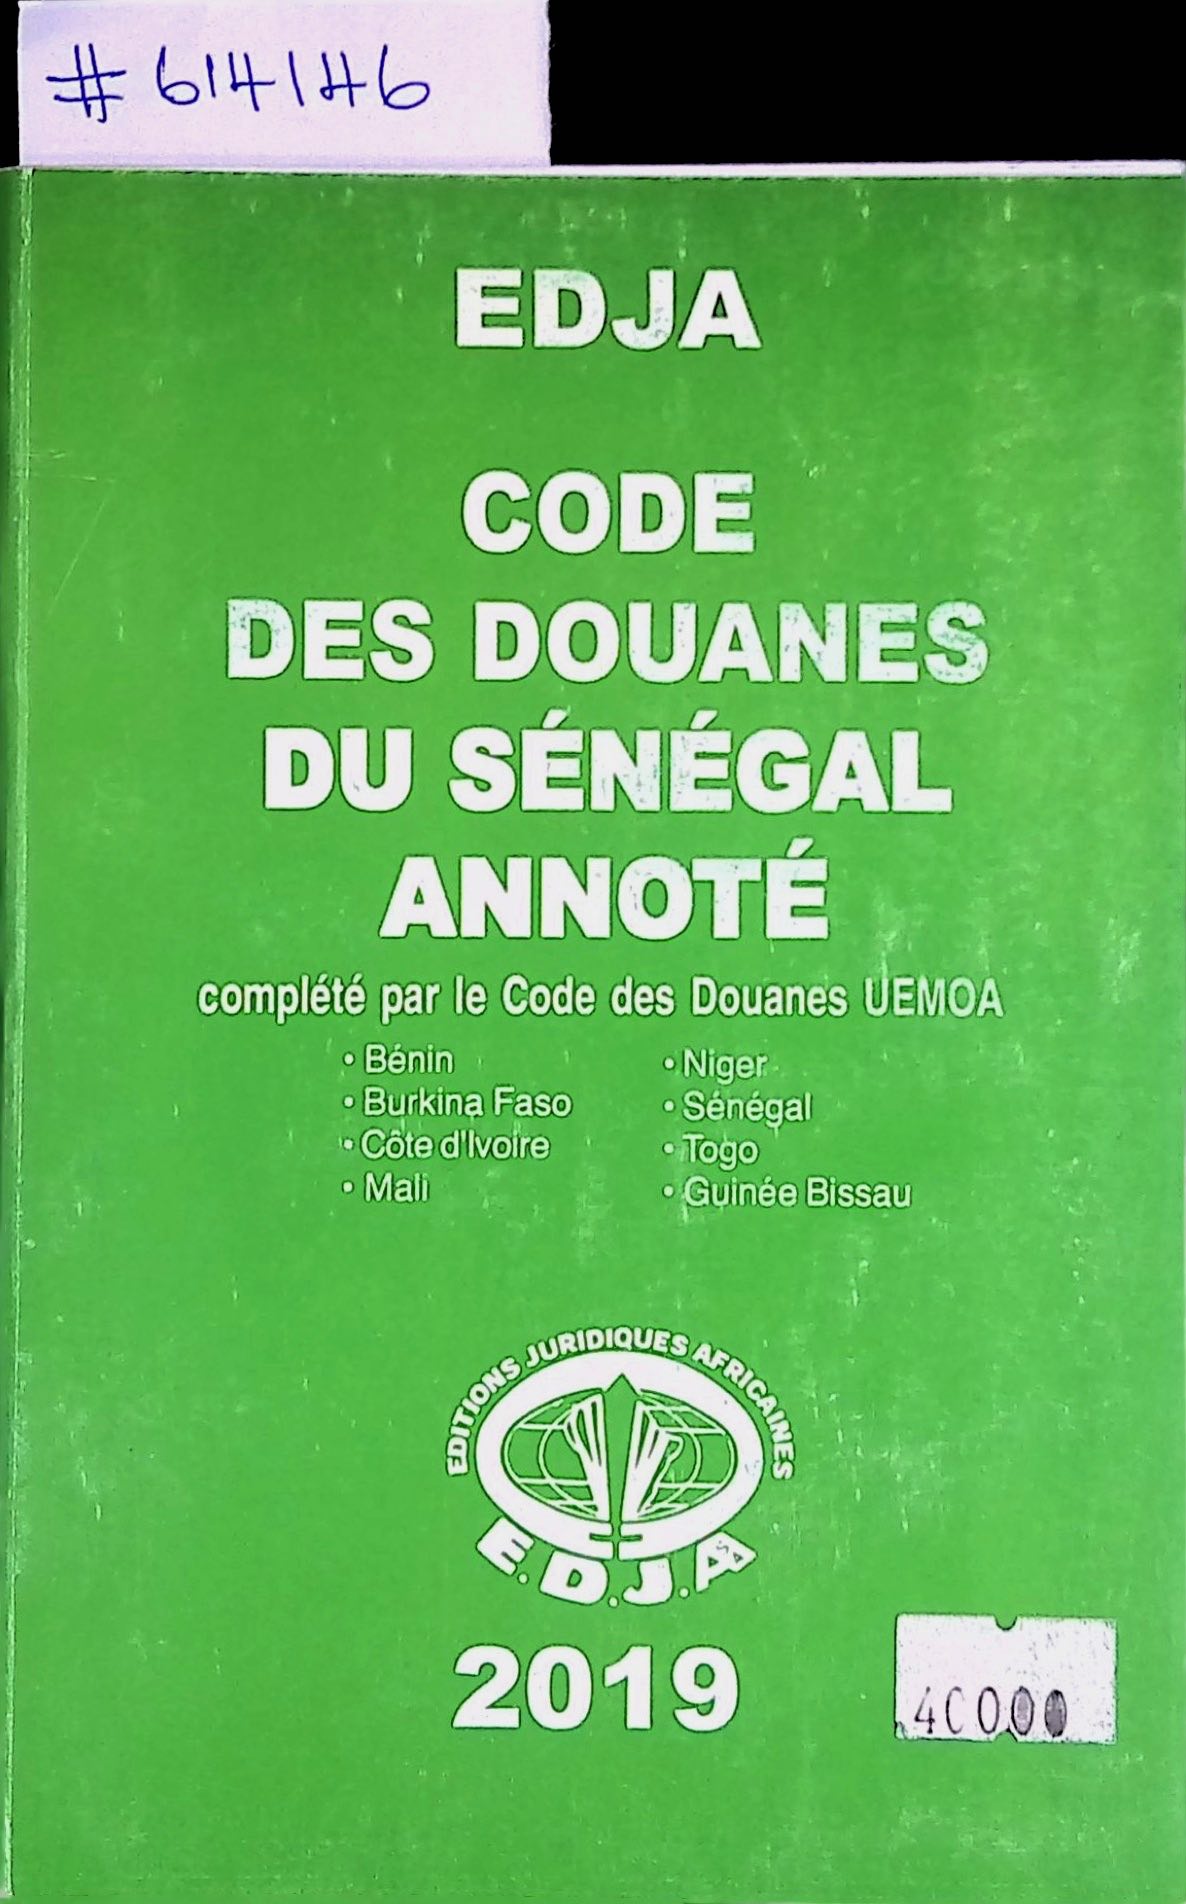 # 614146
EDJA
CODE
DES DOUANES
DU SÉNÉGAL
ANNOTÉ
complété par le Code des Douanes UEMOA
• Bénin
• Burkina Faso
• Côte d'Ivoire
• Mali
• Niger
• Sénégal
• Togo
• Guinée Bissau
EDITIONS JURIDIQUES AFRICAINES
E.D.J.A
SA
2019
40000